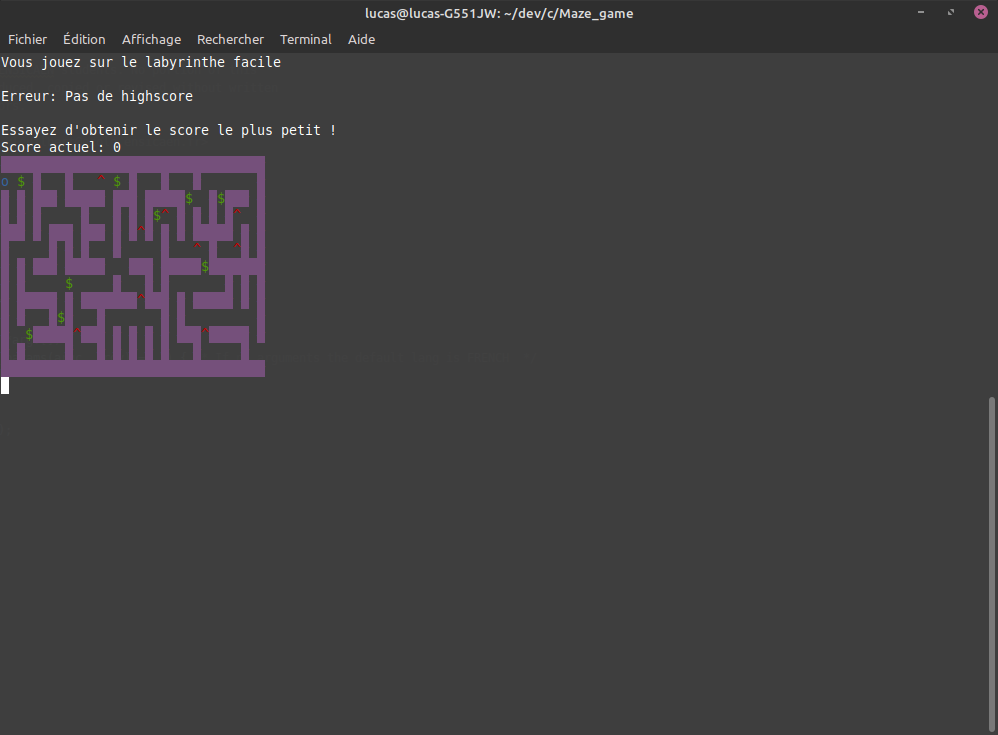 lucas@lucas-G551JW: ~/dev/c/Maze_game
Fichier Édition Affichage Rechercher Terminal Aide
Vous jouez sur le labyrinthe facile
Erreur: Pas de highscore
Essayez d'obtenir le score le plus petit !
Score actuel: 0
o $ ^ $
$ $
$ ^ ^
^
^ ^
$
$
^
$
$ ^ ^